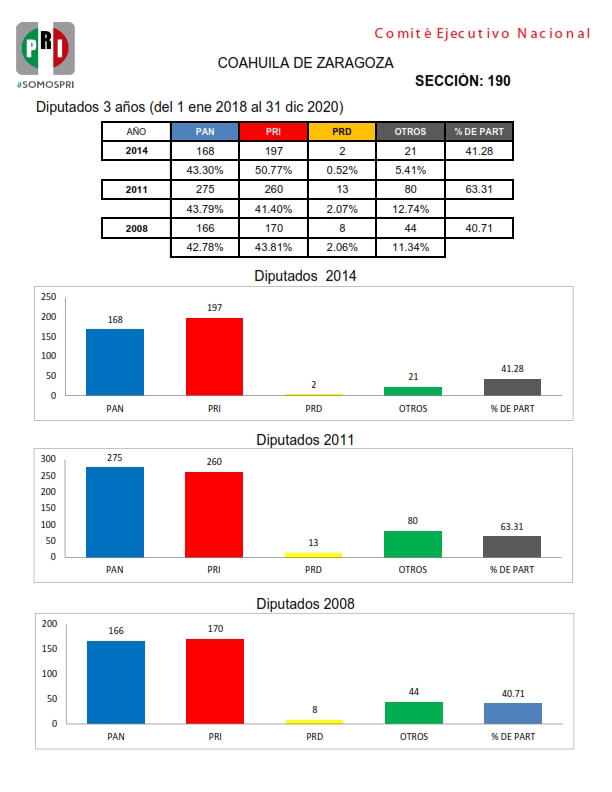 Comité Ejecutivo Nacional
PRI
#SOMOSPRI
COAHUILA DE ZARAGOZA
SECCIÓN: 190
Diputados 3 años (del 1 ene 2018 al 31 dic 2020)
AÑO PAN PRI PRD OTROS % DE PART
2014 168 197 2 21 41.28
43.30% 50.77% 0.52% 5.41%
2011 275 260 13 80 63.31
43.79% 41.40% 2.07% 12.74%
2008 166 170 8 44 40.71
42.78% 43.81% 2.06% 11.34%
Diputados 2014
250
200
150
100
50
0
168 197 2 21 41.28
PAN PRI PRD OTROS % DE PART
Diputados 2011
300
250
200
150
100
50
0
275 260 13 80 63.31
PAN PRI PRD OTROS % DE PART
Diputados 2008
200
150
100
50
0
166 170 8 44 40.71
PAN PRI PRD OTROS % DE PART